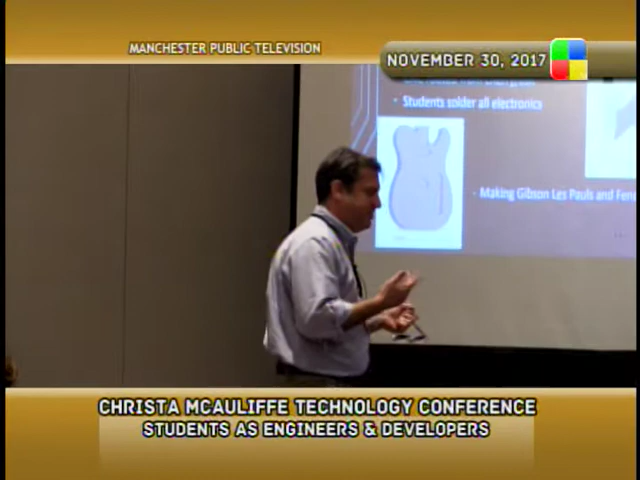 MANCHESTER PUBLIC TELEVISION
NOVEMBER 30, 2017
• Students solder all electronics
• Making Gibson Les Pauls and
CHRISTA MCAULIFFE TECHNOLOGY CONFERENCE
STUDENTS AS ENGINEERS & DEVELOPERS